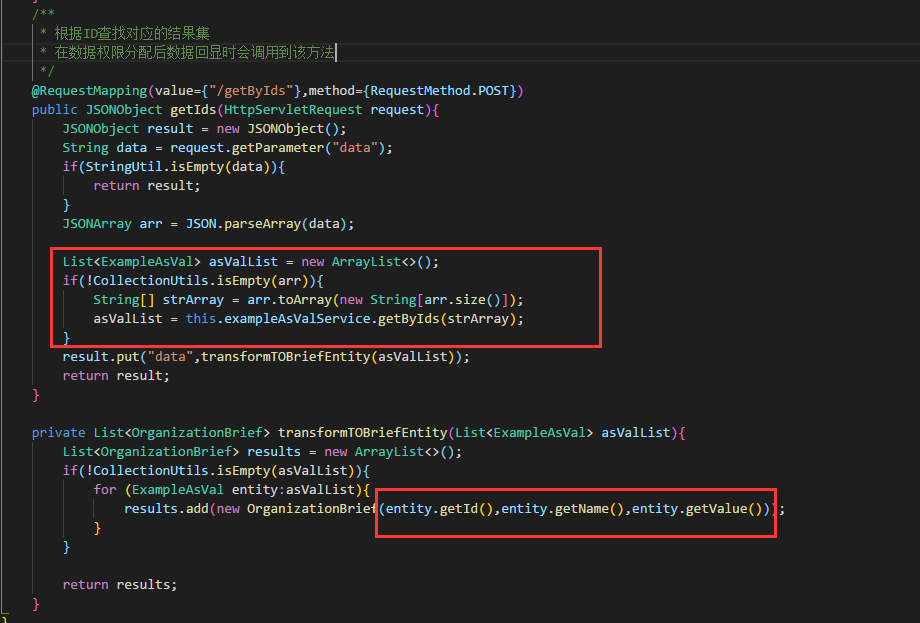 /**
* 根据ID查找对应的结果集
* 在数据权限分配后数据回显时会调用到该方法
*/
@RequestMapping(value={"/getByIds"},method={RequestMethod.POST})
public JSONObject getIds(HttpServletRequest request){
JSONObject result = new JSONObject();
String data = request.getParameter("data");
if(StringUtil.isEmpty(data)){
return result;
}
JSONArray arr = JSON.parseArray(data);
List<ExampleAsVal> asValList = new ArrayList<>();
if(!CollectionUtils.isEmpty(arr)){
String[] strArray = arr.toArray(new String[arr.size()]);
asValList = this.exampleAsValService.getByIds(strArray);
}
result.put("data",transformTOBriefEntity(asValList));
return result;
}
private List<OrganizationBrief> transformTOBriefEntity(List<ExampleAsVal> asValList){
List<OrganizationBrief> results = new ArrayList<>();
if(!CollectionUtils.isEmpty(asValList)){
for (ExampleAsVal entity:asValList){
results.add(new OrganizationBrief(entity.getId(),entity.getName(),entity.getValue()));
}
}
return results;
}
}